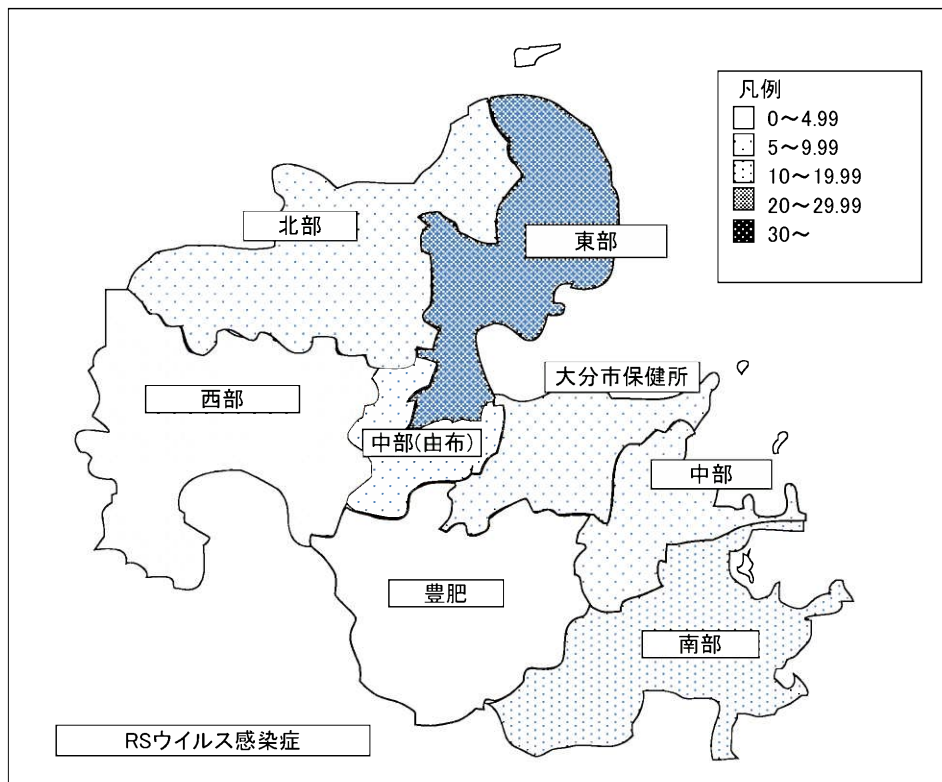 凡例
0～4.99
5～9.99
10～19.99
20～29.99
30～
北部
東部
大分市保健所
西部
中部(由布)
中部
豊肥
南部
RSウイルス感染症